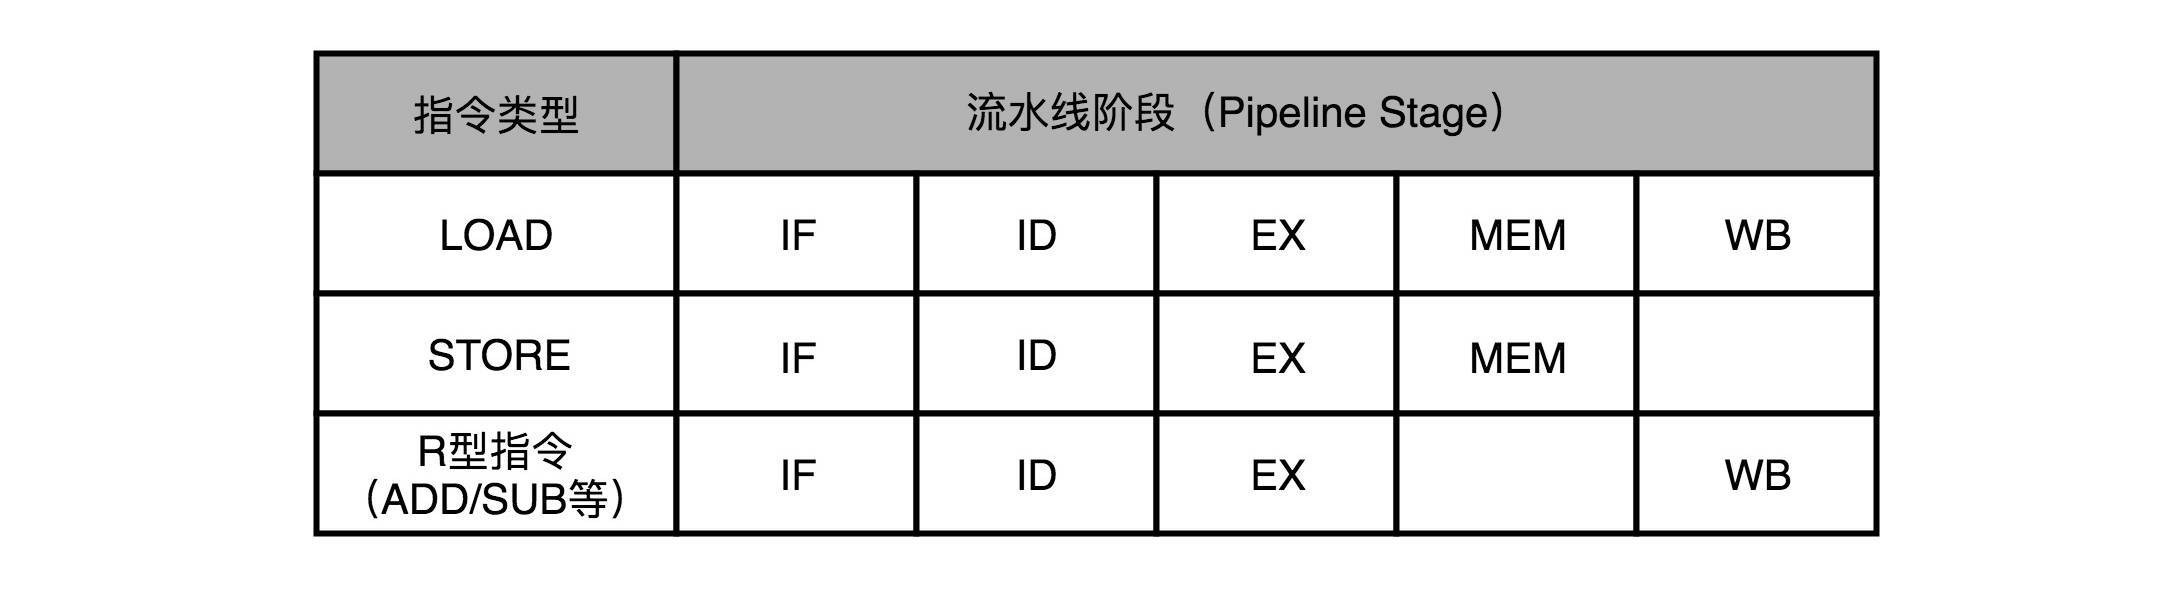 指令类型 流水线阶段（Pipeline Stage）
LOAD IF ID EX MEM WB
STORE IF ID EX MEM
R型指令
（ADD/SUB等） IF ID EX WB